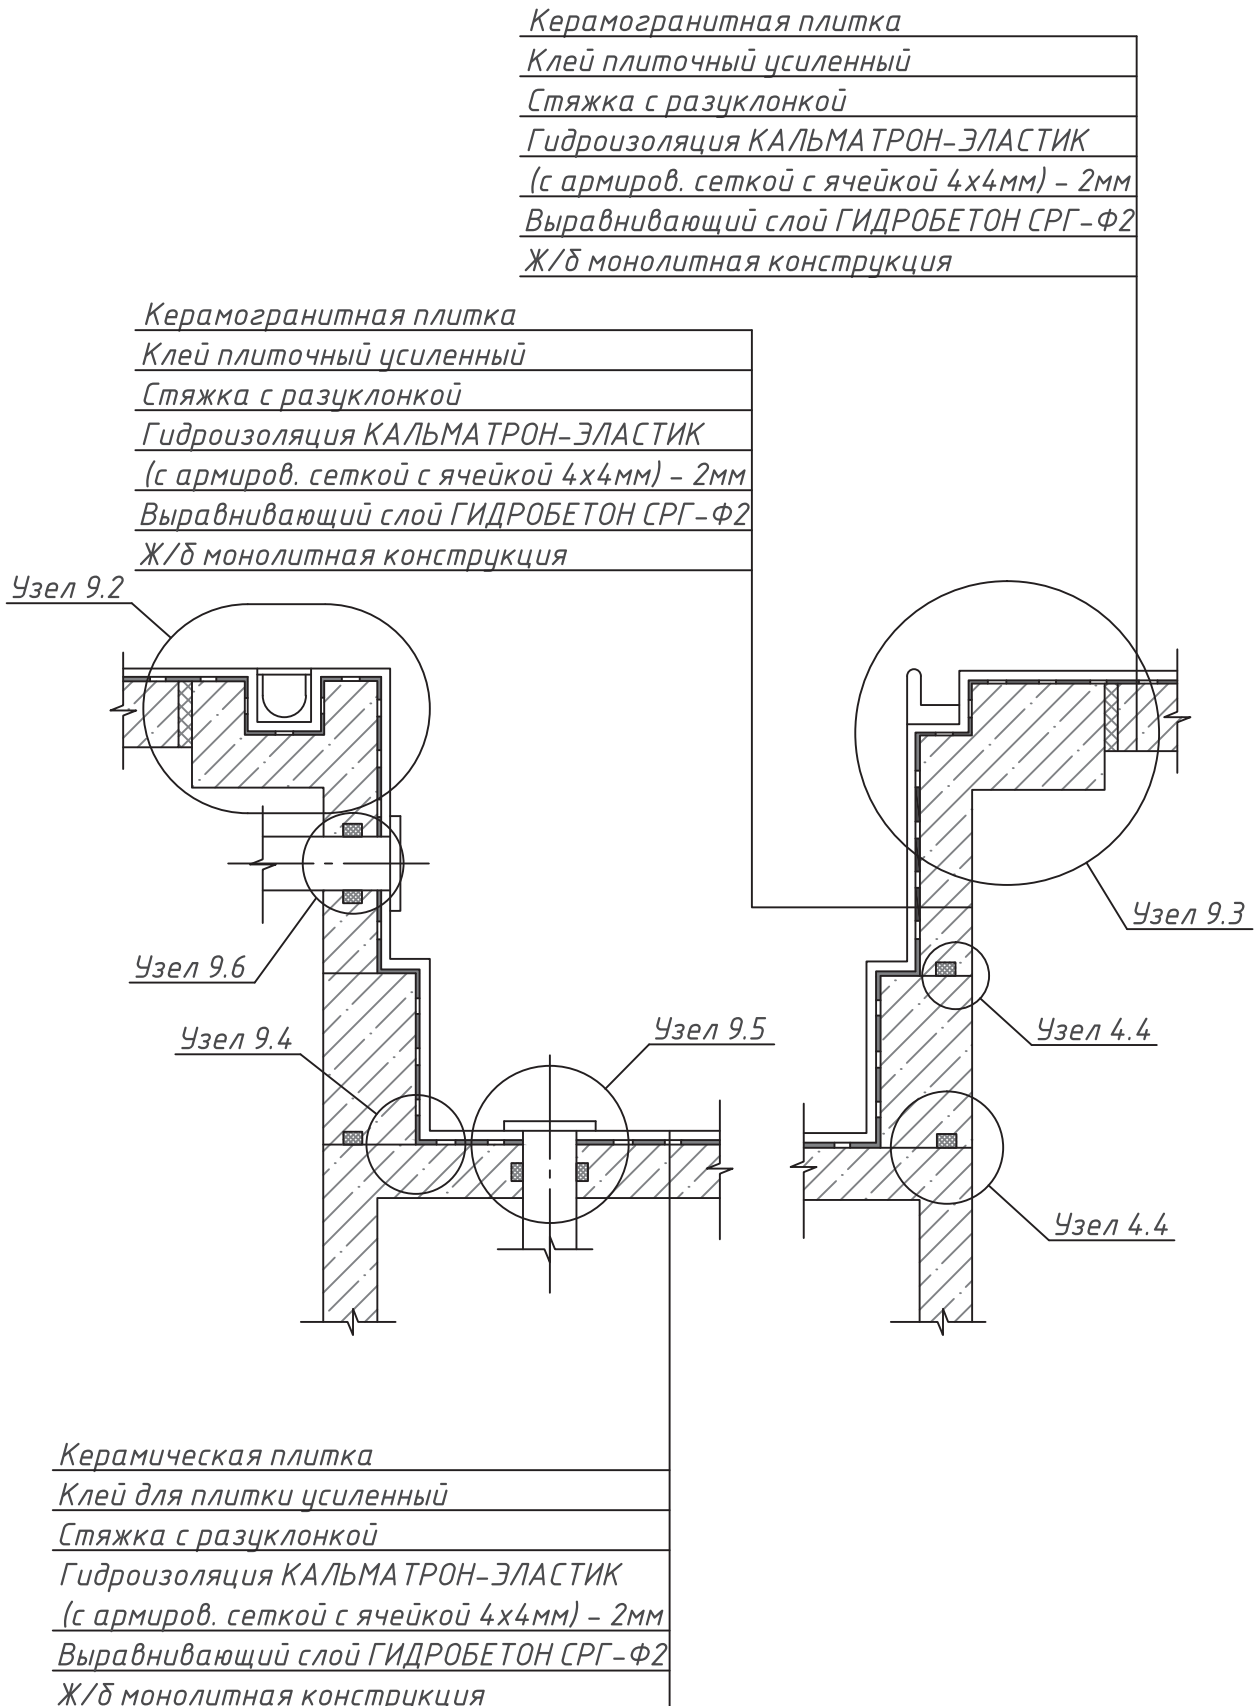 Керамогранитная плитка
Клей плиточный усиленный
Стяжка с разуклонкой
Гидроизоляция КАЛЬМАТРОН-ЭЛАСТИК
(с армиров. сеткой с ячейкой 4х4мм) - 2мм
Выравнивающий слой ГИДРОБЕТОН СРГ-Ф2
Ж/б монолитная конструкция
Керамогранитная плитка
Клей плиточный усиленный
Стяжка с разуклонкой
Гидроизоляция КАЛЬМАТРОН-ЭЛАСТИК
(с армиров. сеткой с ячейкой 4х4мм) - 2мм
Выравнивающий слой ГИДРОБЕТОН СРГ-Ф2
Ж/б монолитная конструкция
Узел 9.2
Узел 9.3
Узел 9.6
Узел 9.4
Узел 9.5
Узел 4.4
Узел 4.4
Керамическая плитка
Клей для плитки усиленный
Стяжка с разуклонкой
Гидроизоляция КАЛЬМАТРОН-ЭЛАСТИК
(с армиров. сеткой с ячейкой 4х4мм) - 2мм
Выравнивающий слой ГИДРОБЕТОН СРГ-Ф2
Ж/б монолитная конструкция